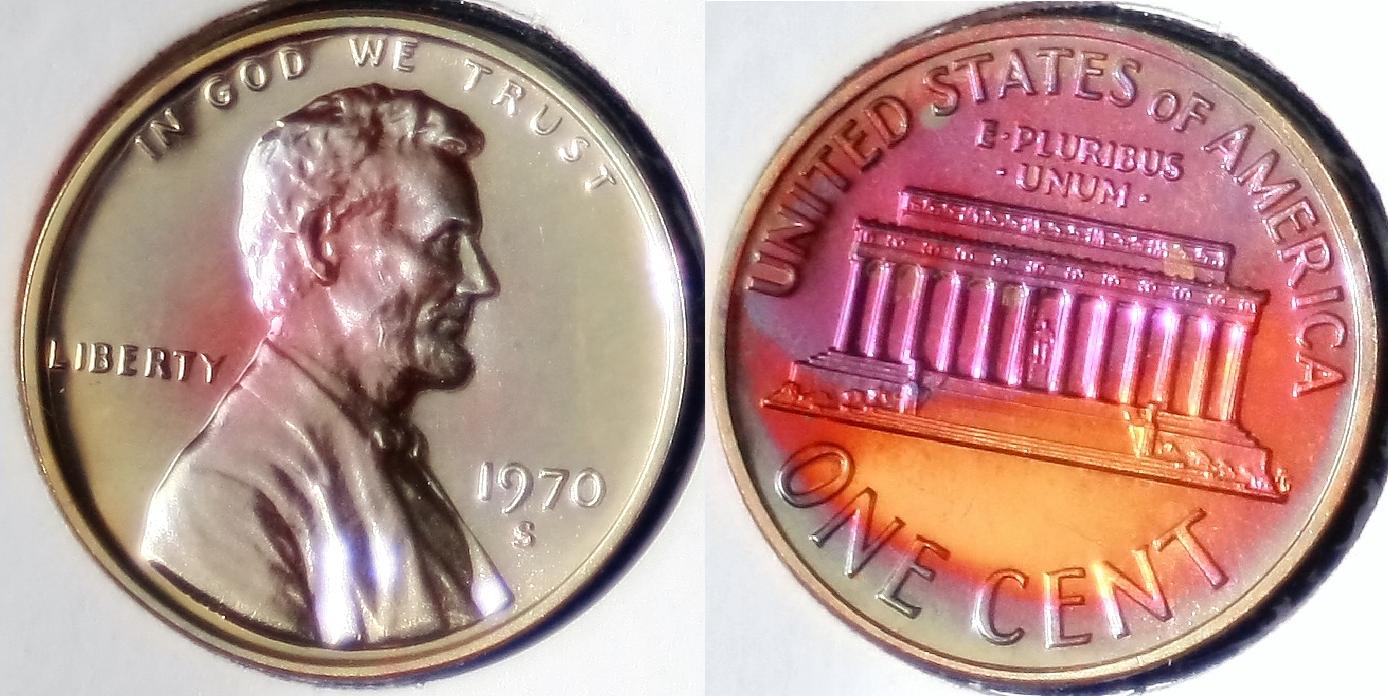 IN GOD WE TRUST
LIBERTY
1970
S
UNITED STATES OF AMERICA
E·PLURIBUS
·UNUM·
ONE CENT